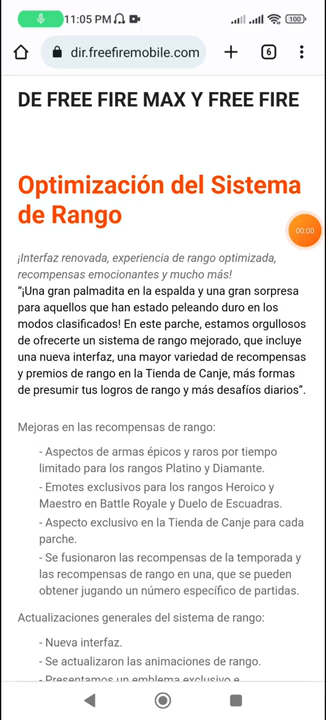 11:05 PM
100
dir.freefiremobile.com
6
DE FREE FIRE MAX Y FREE FIRE
Optimización del Sistema
de Rango
00:00
¡Interfaz renovada, experiencia de rango optimizada,
recompensas emocionantes y mucho más!
“¡Una gran palmadita en la espalda y una gran sorpresa
para aquellos que han estado peleando duro en los
modos clasificados! En este parche, estamos orgullosos
de ofrecerte un sistema de rango mejorado, que incluye
una nueva interfaz, una mayor variedad de recompensas
y premios de rango en la Tienda de Canje, más formas
de presumir tus logros de rango y más desafíos diarios”.
Mejoras en las recompensas de rango:
- Aspectos de armas épicos y raros por tiempo
limitado para los rangos Platino y Diamante.
- Emotes exclusivos para los rangos Heroico y
Maestro en Battle Royale y Duelo de Escuadras.
- Aspecto exclusivo en la Tienda de Canje para cada
parche.
- Se fusionaron las recompensas de la temporada y
las recompensas de rango en una, que se pueden
obtener jugando un número específico de partidas.
Actualizaciones generales del sistema de rango:
- Nueva interfaz.
- Se actualizaron las animaciones de rango.
- Presentamos un emblema exclusivo e